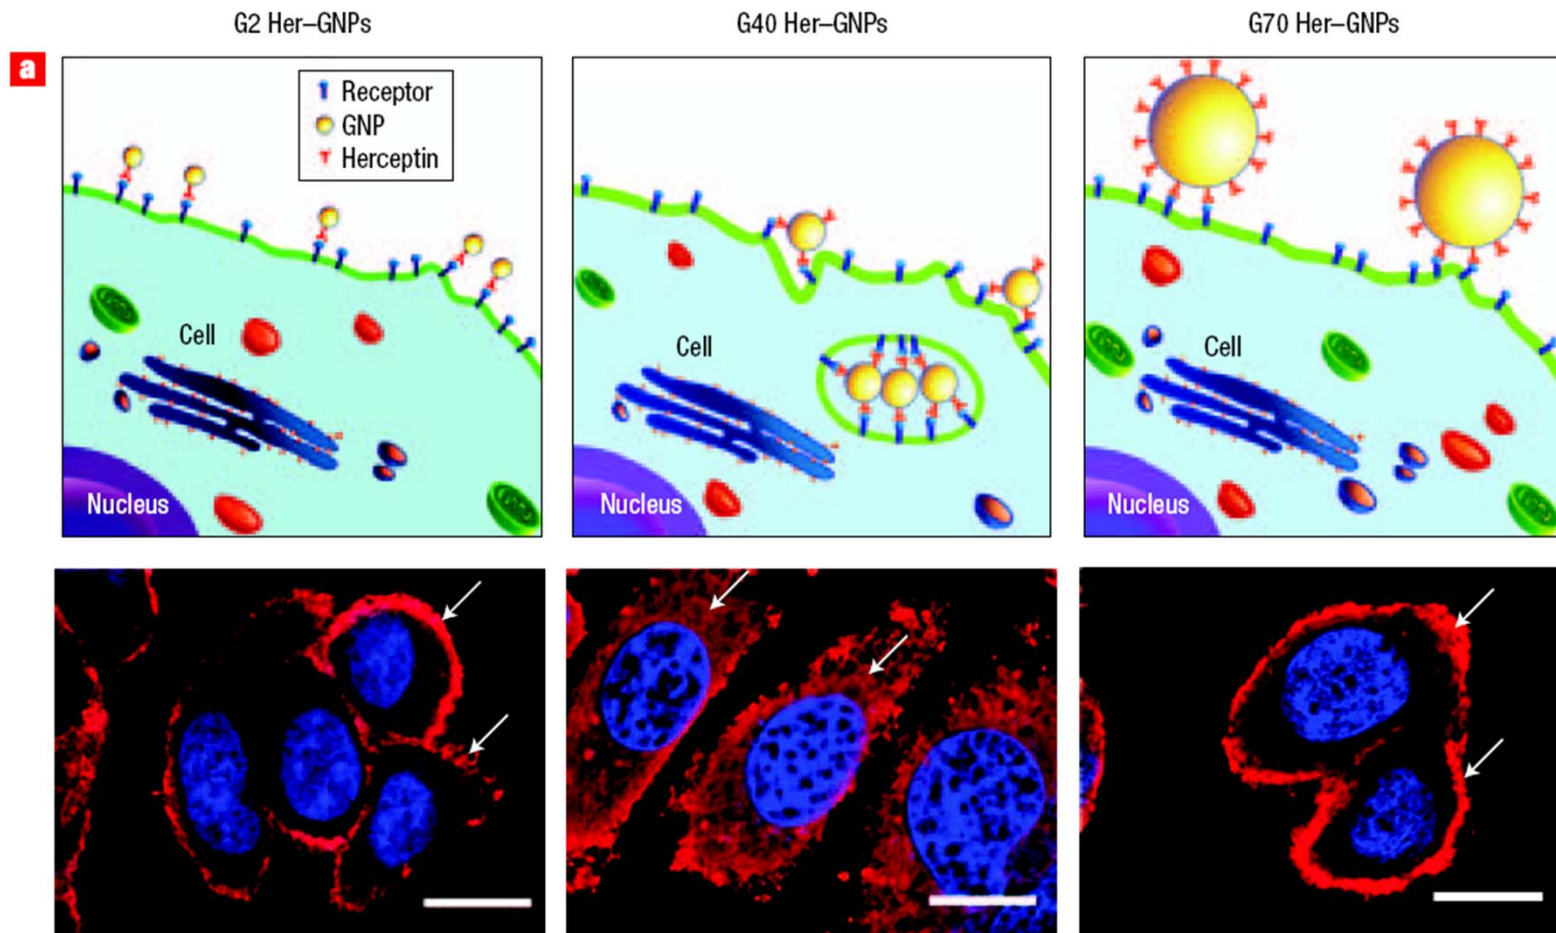 G2 Her–GNPs
G40 Her–GNPs
G70 Her–GNPs
a
Receptor
GNP
Herceptin
Cell
Nucleus
Cell
Nucleus
Cell
Nucleus